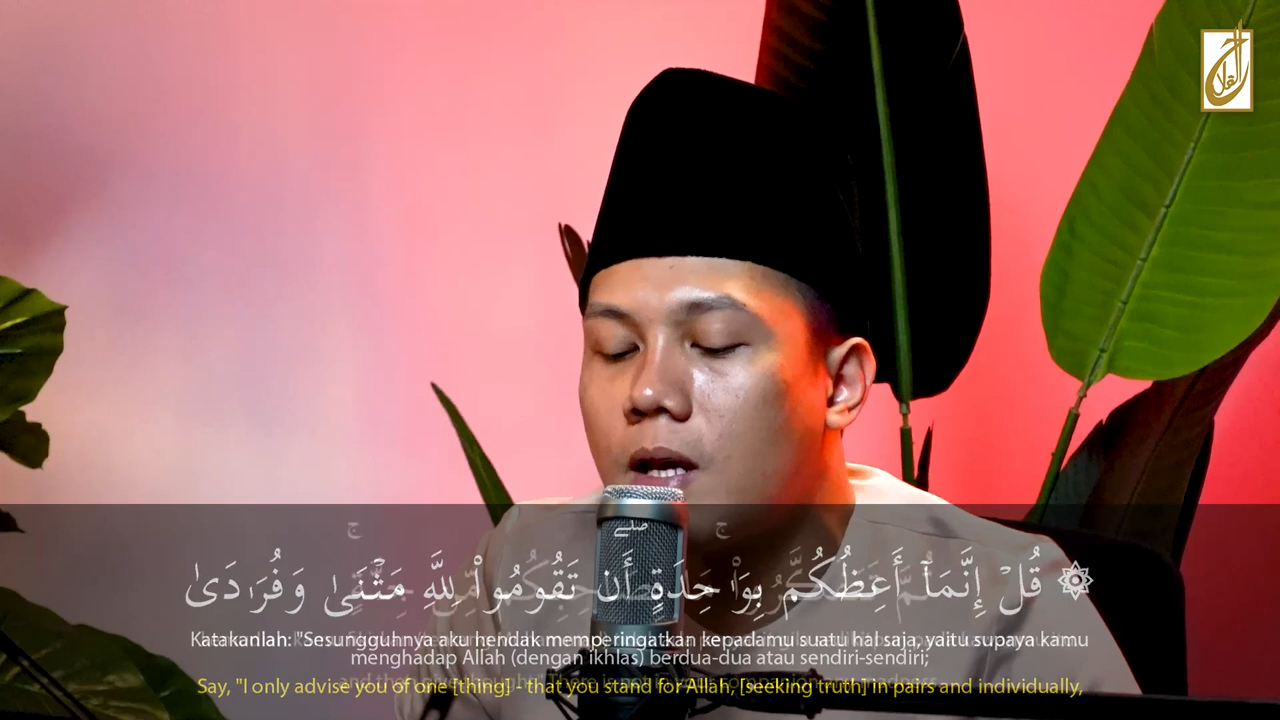 ۞ قُلْ إِنَّمَآ أَعِظُكُم بِوَٰحِدَةٍ ۖ أَن تَقُومُوا۟ لِلَّهِ مَثْنَىٰ وَفُرَٰدَىٰ
Katakanlah: "Sesungguhnya aku hendak memperingatkan kepadamu suatu hal saja, yaitu supaya kamu
menghadap Allah (dengan ikhlas) berdua-dua atau sendiri-sendiri;
Say, "I only advise you of one [thing] - that you stand for Allah, [seeking truth] in pairs and individually,